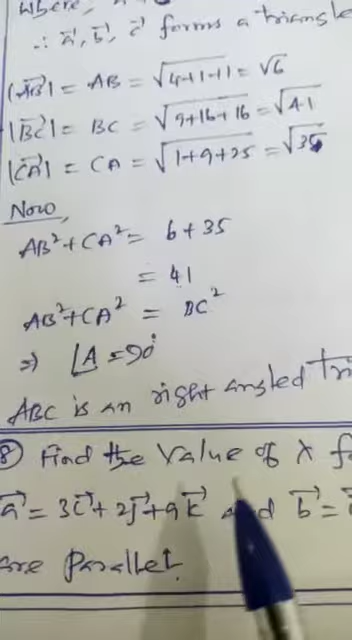 where,
∴ a⃗, b⃗, c⃗ forms a triangle
|AB⃗| = AB = √4+1+1 = √6
|BC⃗| = BC = √9+16+16 = √41
|CA⃗| = CA = √1+9+25 = √35
Now,
AB²+CA² = 6+35
= 41
AB²+CA² = BC²
⇒ ∠A = 90°
ABC is an right angled Tri
8 Find the value of λ
a⃗ = 3i⃗+2j⃗+9k⃗ and b⃗ =
are Parallel.